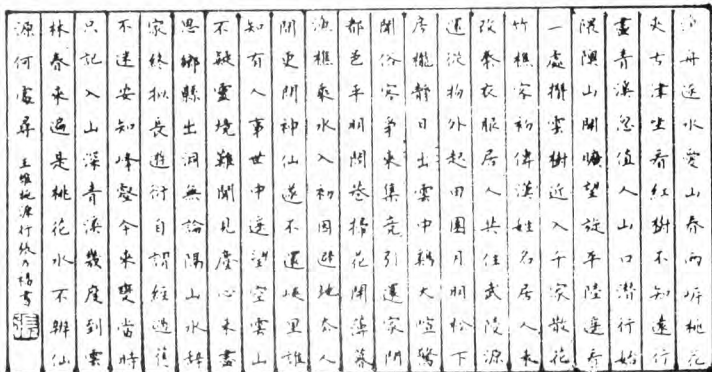 漁舟逐水愛山春兩岸桃花
夾古津坐看紅樹不知遠行
盡青溪忽值人山口潛行始
隈隩山開曠望旋平陸遙看
一處攢雲樹近入千家散花
竹樵客初傳漢姓名居人未
改秦衣服居人共住武陵源
還從物外起田園月明松下
房櫳靜日出雲中鷄犬喧驚
聞俗客爭來集競引還家問
都邑平明閭巷掃花開薄暮
漁樵乘水入初因避地去人
間更問神仙遂不還峽里誰
知有人事世中遙望空雲山
不疑靈境難聞見塵心未盡
思鄉縣出洞無論隔山水辭
家終擬長遊衍自謂經過舊
不迷安知峰壑今來變當時
只記入山深青溪幾度到雲
林春來遍是桃花水不辨仙
源何處尋 王維桃源行 書